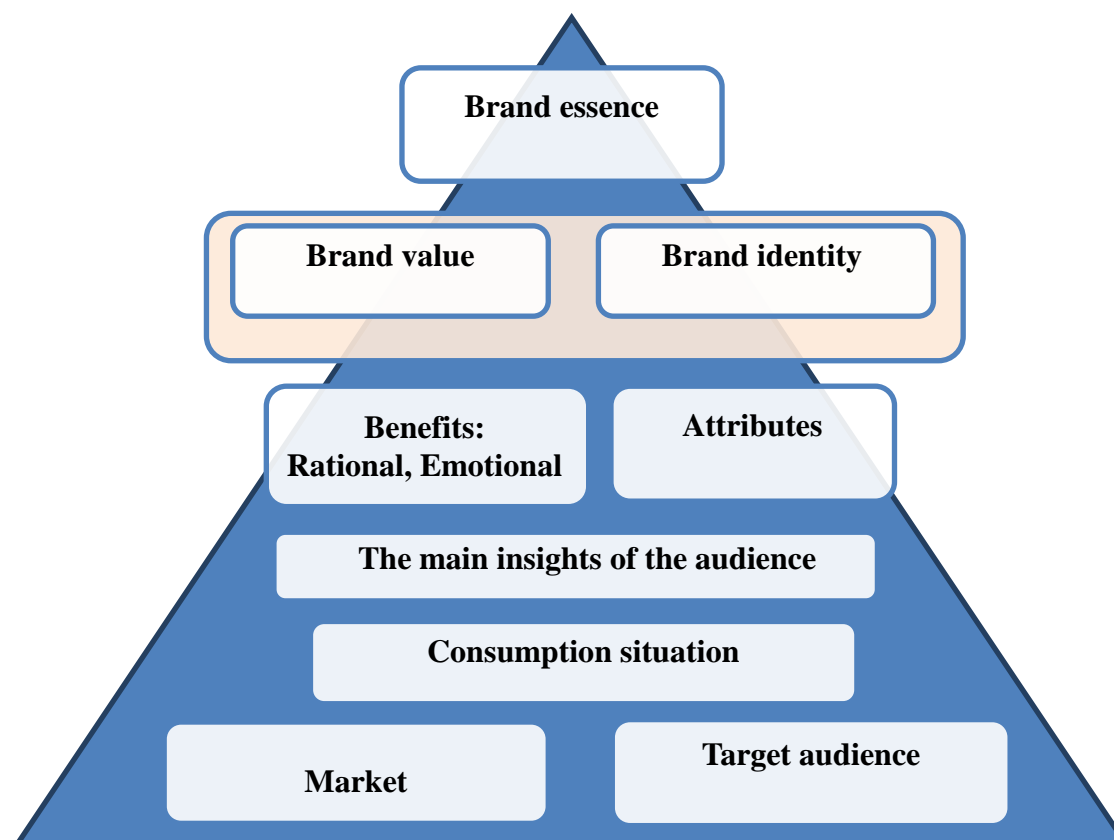 Brand essence
Brand value
Brand identity
Benefits:
Rational, Emotional
Attributes
The main insights of the audience
Consumption situation
Market
Target audience